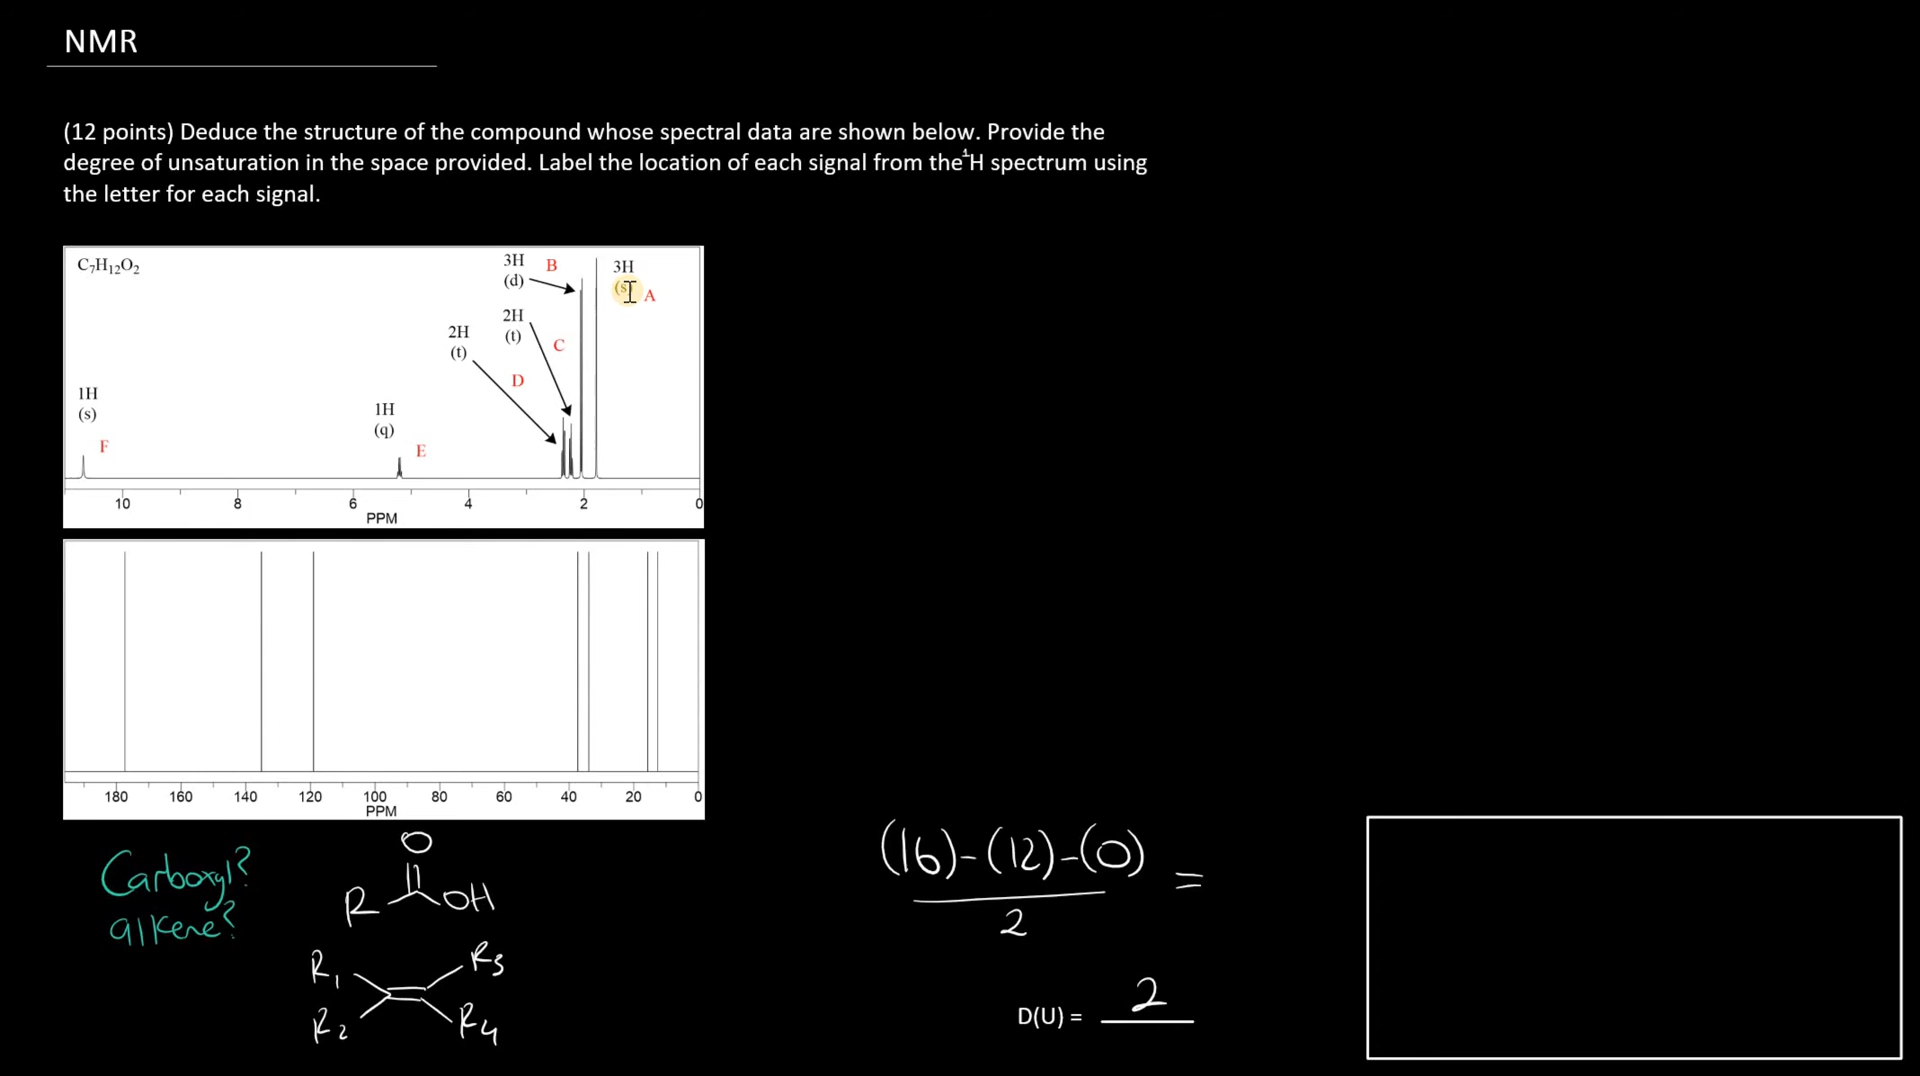 NMR
(12 points) Deduce the structure of the compound whose spectral data are shown below. Provide the
degree of unsaturation in the space provided. Label the location of each signal from the ¹H spectrum using
the letter for each signal.
C₇H₁₂O₂
3H
(d)
B
3H
(s)
A
2H
(t)
C
2H
(t)
D
1H
(s)
F
1H
(q)
E
10 8 6 4 2 0
PPM
180 160 140 120 100 80 60 40 20 0
PPM
Carboxyl?
alkene?
O
R OH
R₁ R₃
R₂ R₄
(16)-(12)-(0) =
2
D(U) = 2